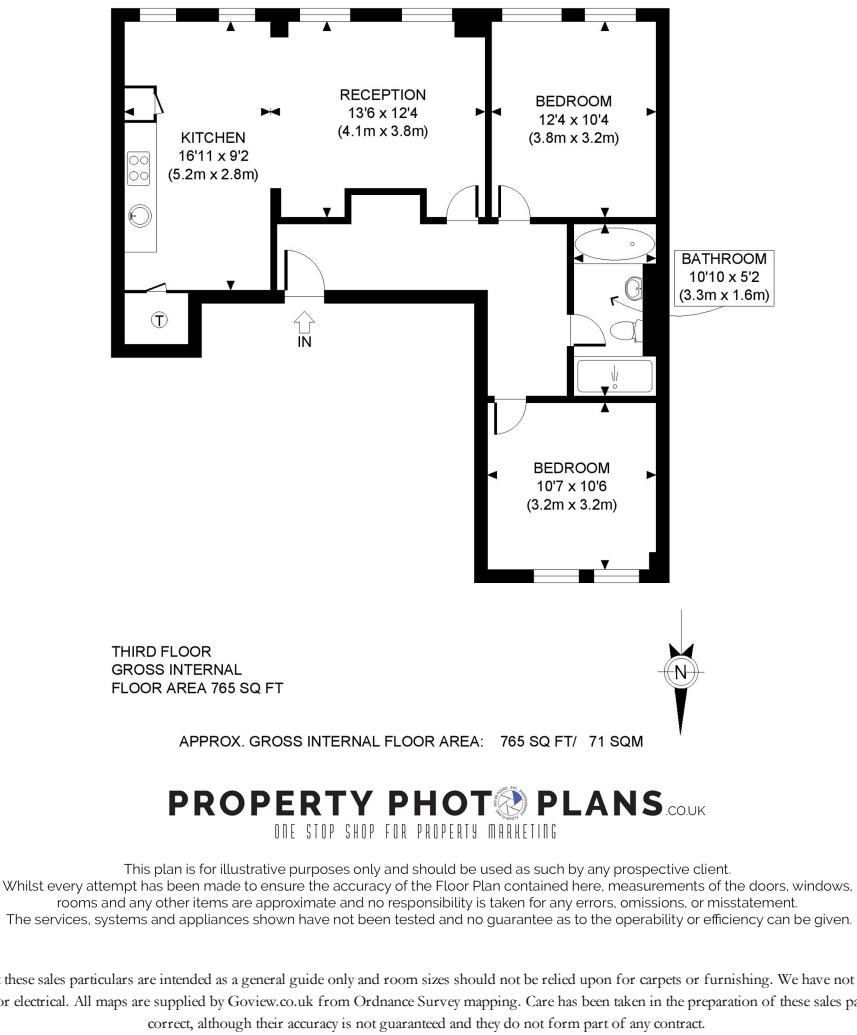 RECEPTION
13'6 x 12'4
(4.1m x 3.8m)
BEDROOM
12'4 x 10'4
(3.8m x 3.2m)
KITCHEN
16'11 x 9'2
(5.2m x 2.8m)
BATHROOM
10'10 x 5'2
(3.3m x 1.6m)
T
IN
BEDROOM
10'7 x 10'6
(3.2m x 3.2m)
THIRD FLOOR
GROSS INTERNAL
FLOOR AREA 765 SQ FT
N
APPROX. GROSS INTERNAL FLOOR AREA: 765 SQ FT/ 71 SQM
PROPERTY PHOTO PLANS.CO.UK
ONE STOP SHOP FOR PROPERTY MARKETING
This plan is for illustrative purposes only and should be used as such by any prospective client.
Whilst every attempt has been made to ensure the accuracy of the Floor Plan contained here, measurements of the doors, windows,
rooms and any other items are approximate and no responsibility is taken for any errors, omissions, or misstatement.
The services, systems and appliances shown have not been tested and no guarantee as to the operability or efficiency can be given.
these sales particulars are intended as a general guide only and room sizes should not be relied upon for carpets or furnishing. We have not
or electrical. All maps are supplied by Goview.co.uk from Ordnance Survey mapping. Care has been taken in the preparation of these sales pa
correct, although their accuracy is not guaranteed and they do not form part of any contract.